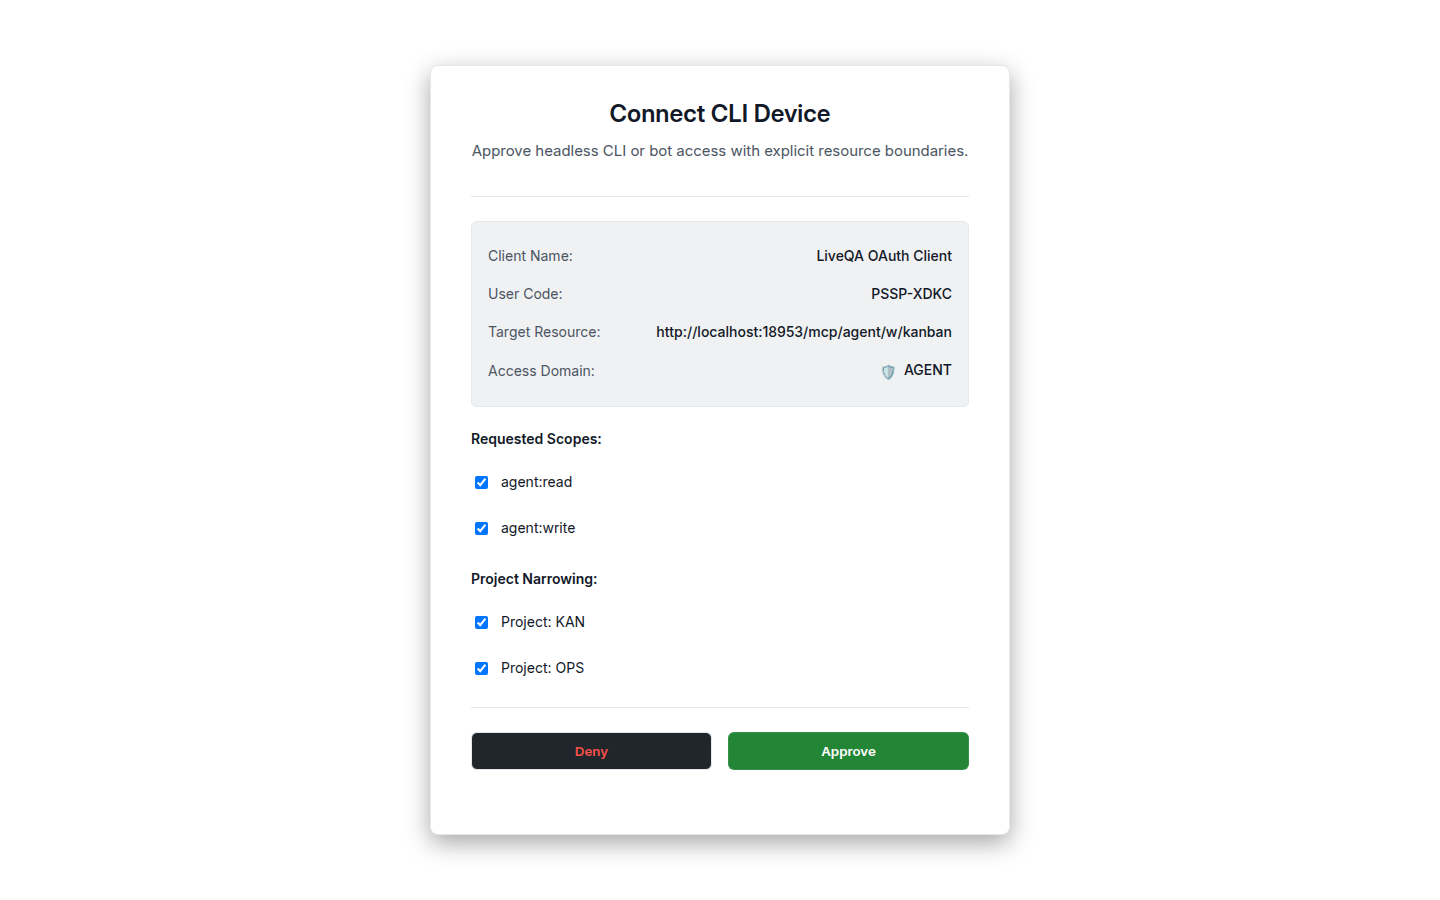 Connect CLI Device
Approve headless CLI or bot access with explicit resource boundaries.
Client Name: LiveQA OAuth Client
User Code: PSSP-XDKC
Target Resource: http://localhost:18953/mcp/agent/w/kanban
Access Domain: AGENT
Requested Scopes:
agent:read
agent:write
Project Narrowing:
Project: KAN
Project: OPS
Deny Approve